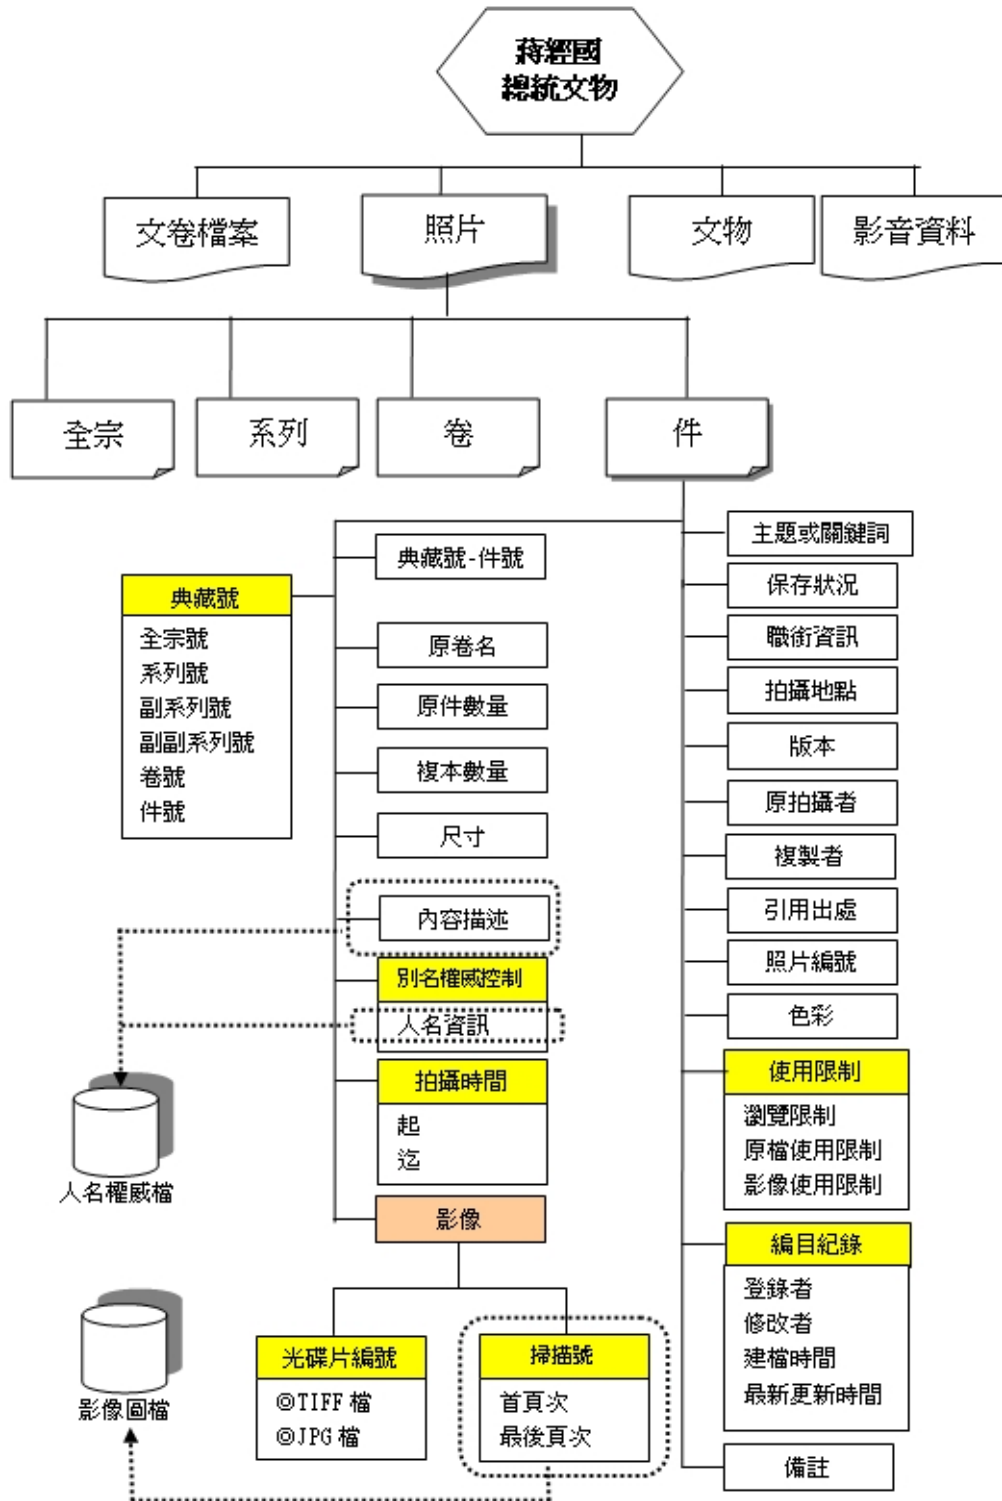 蔣經國
總統文物
文卷檔案
照片
文物
影音資料
全宗
系列
卷
件
典藏號
全宗號
系列號
副系列號
副副系列號
卷號
件號
典藏號-件號
原卷名
原件數量
複本數量
尺寸
內容描述
別名權威控制
人名資訊
拍攝時間
起
迄
影像
光碟片編號
◎TIFF 檔
◎JPG 檔
掃描號
首頁次
最後頁次
主題或關鍵詞
保存狀況
職銜資訊
拍攝地點
版本
原拍攝者
複製者
引用出處
照片編號
色彩
使用限制
瀏覽限制
原檔使用限制
影像使用限制
編目紀錄
登錄者
修改者
建檔時間
最新更新時間
備註
人名權威檔
影像圖檔